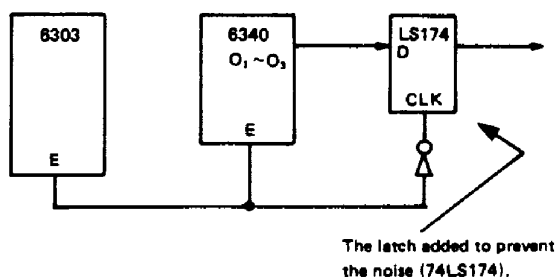 6303
6340
LS174
O₁ ~ O₃
D
CLK
E
E
The latch added to prevent
the noise (74LS174).